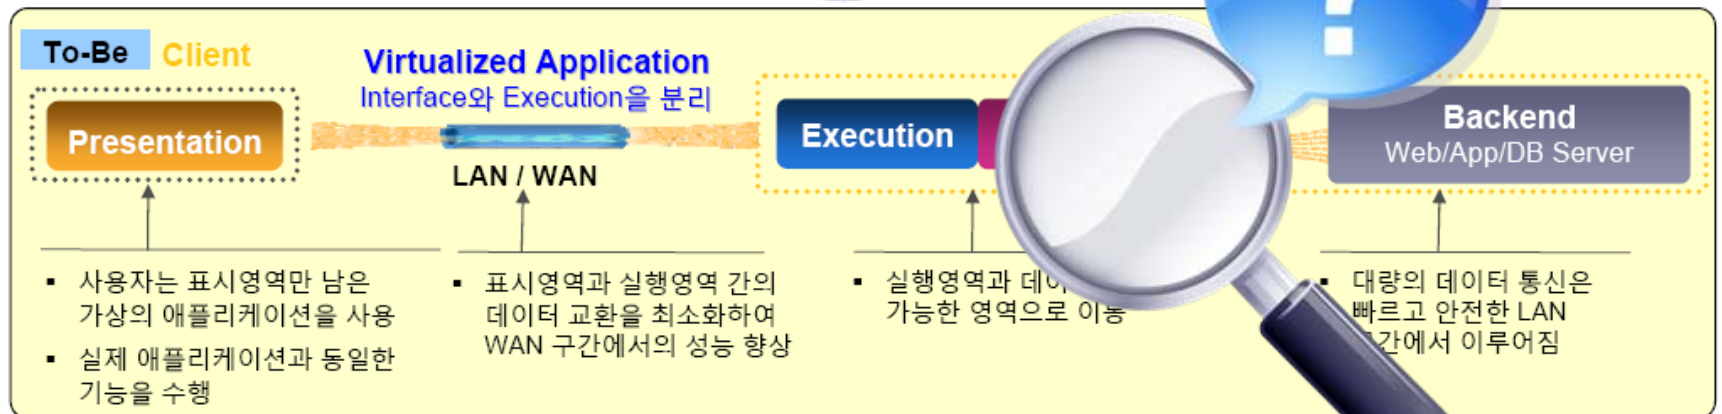 To-Be Client
Virtualized Application
Interface와 Execution을 분리
Presentation
LAN / WAN
Execution
Backend
Web/App/DB Server
▪ 사용자는 표시영역만 남은
가상의 애플리케이션을 사용
▪ 실제 애플리케이션과 동일한
기능을 수행
▪ 표시영역과 실행영역 간의
데이터 교환을 최소화하여
WAN 구간에서의 성능 향상
▪ 실행영역과
가능한 영역으로 이동
▪ 대량의 데이터 통신은
빠르고 안전한 LAN
이루어짐
?